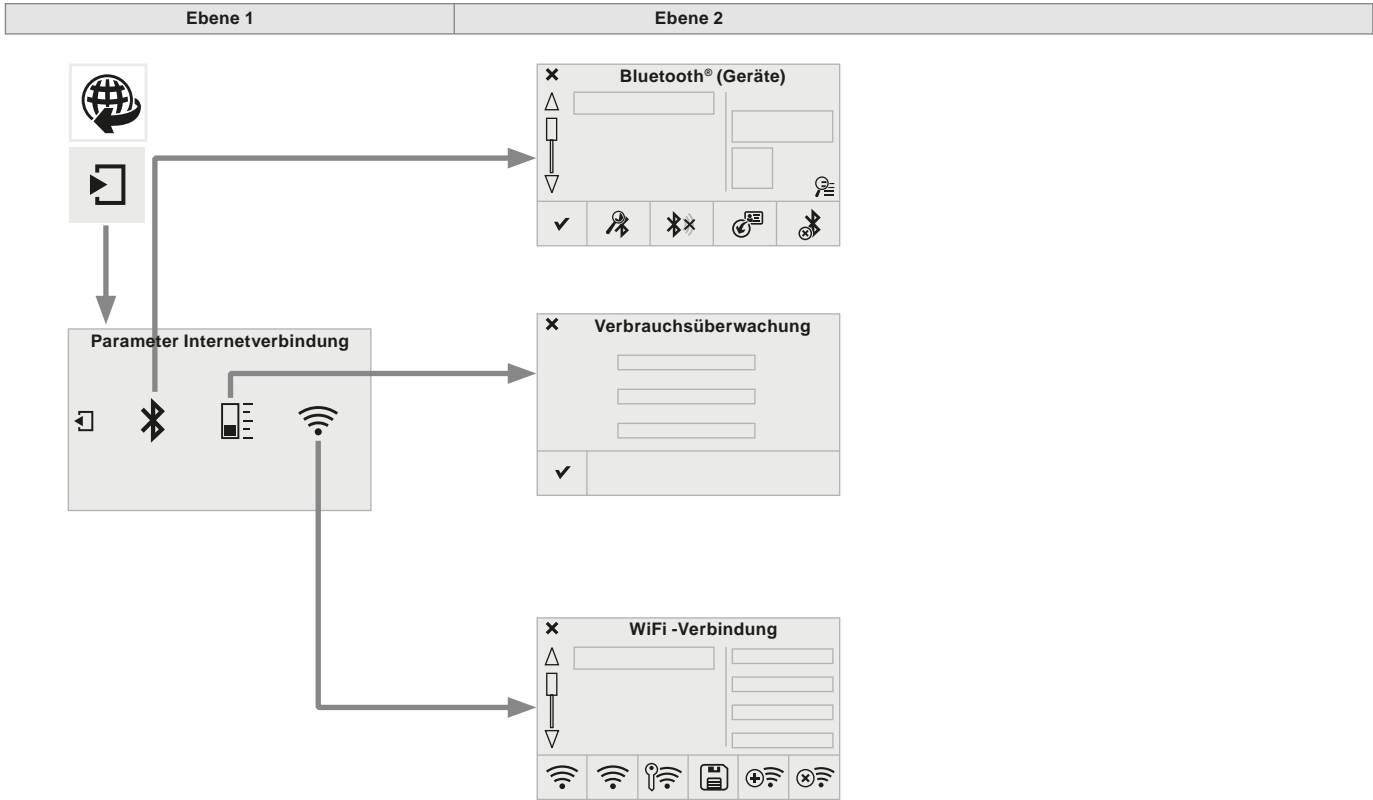 Ebene 1
Ebene 2
Bluetooth® (Geräte)
Parameter Internetverbindung
Verbrauchsüberwachung
WiFi -Verbindung